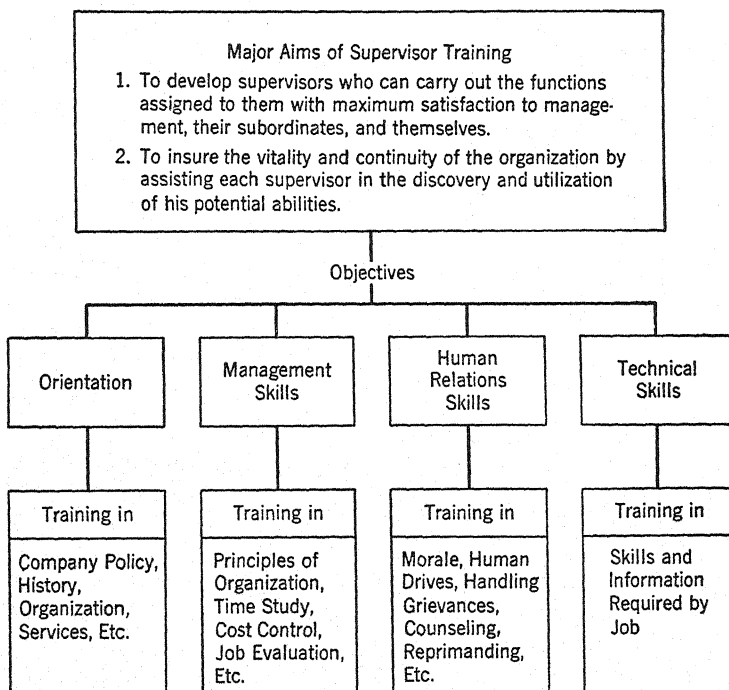 Major Aims of Supervisor Training
1. To develop supervisors who can carry out the functions
assigned to them with maximum satisfaction to manage-
ment, their subordinates, and themselves.
2. To insure the vitality and continuity of the organization by
assisting each supervisor in the discovery and utilization
of his potential abilities.
Objectives
Orientation
Management
Skills
Human
Relations
Skills
Technical
Skills
Training in
Company Policy,
History,
Organization,
Services, Etc.
Training in
Principles of
Organization,
Time Study,
Cost Control,
Job Evaluation,
Etc.
Training in
Morale, Human
Drives, Handling
Grievances,
Counseling,
Reprimanding,
Etc.
Training in
Skills and
Information
Required by
Job